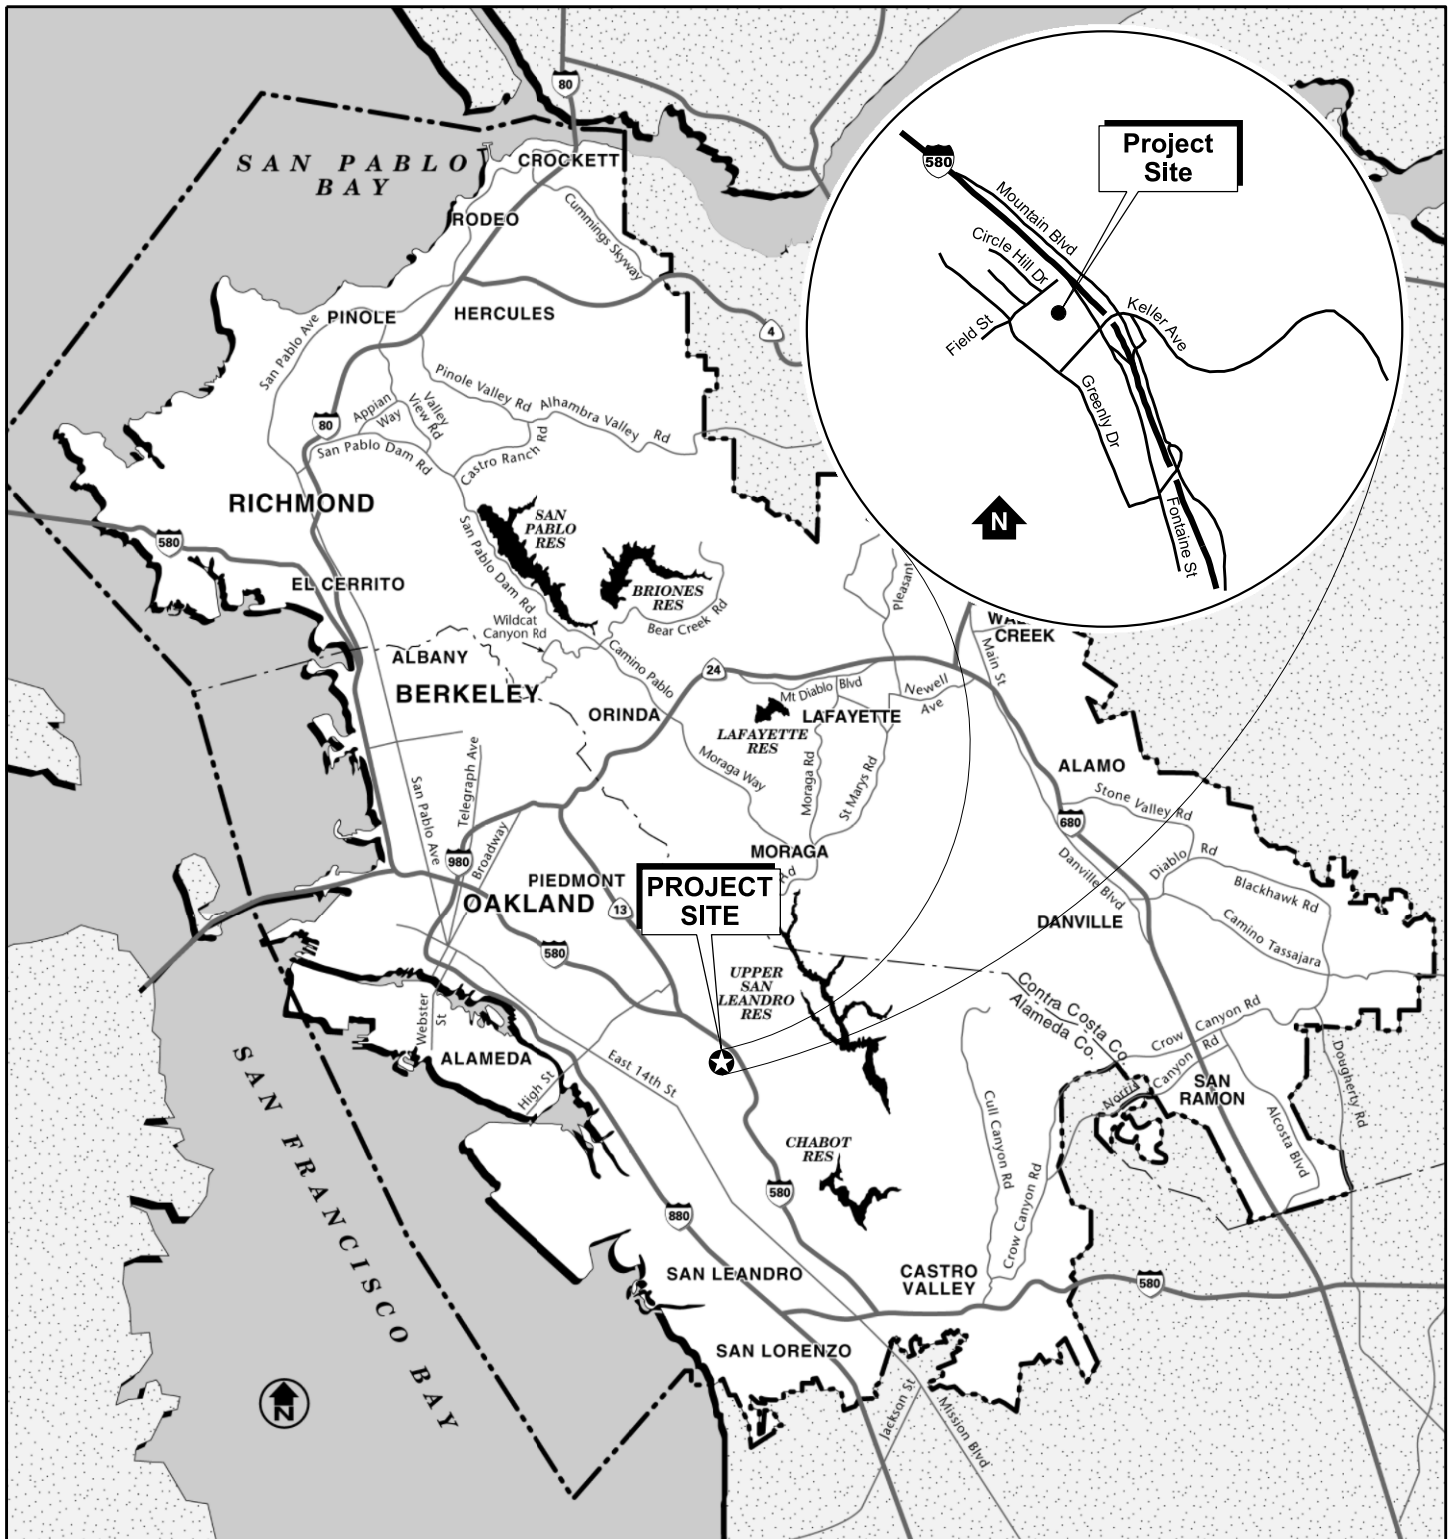 80
SAN PABLO
BAY
CROCKETT
RODEO
Cummings Skyway
PINOLE
HERCULES
San Pablo Ave
4
80
Appian
Way
Valley
View Rd
Pinole Valley Rd
Alhambra Valley Rd
San Pablo Dam Rd
Castro Ranch Rd
RICHMOND
580
SAN
PABLO
RES
San Pablo Dam Rd
EL CERRITO
BRIONES
RES
Bear Creek Rd
Wildcat
Canyon Rd
Camino Pablo
ALBANY
BERKELEY
ORINDA
24
Pleasant
WAL
CREEK
Main St
Mt Diablo Blvd
Newell
Ave
LAFAYETTE
LAFAYETTE
RES
Moraga Way
Moraga Rd
St Marys Rd
ALAMO
Stone Valley Rd
680
San Pablo Ave
Telegraph Ave
Broadway
980
MORAGA
Rd
Danville Blvd
Diablo Rd
Blackhawk Rd
Camino Tassajara
DANVILLE
PIEDMONT
OAKLAND
13
580
PROJECT
SITE
UPPER
SAN
LEANDRO
RES
Contra Costa Co.
Alameda Co.
Crow Canyon Rd
Norris Canyon Rd
SAN
RAMON
Dougherty Rd
Alcosta Blvd
Webster
St
ALAMEDA
High St
East 14th St
CHABOT
RES
Cull Canyon Rd
Crow Canyon Rd
580
880
SAN LEANDRO
CASTRO
VALLEY
580
SAN LORENZO
Jackson St
Mission Blvd
SAN FRANCISCO BAY
N
580
Project
Site
Mountain Blvd
Circle Hill Dr
Field St
Keller Ave
Greenly Dr
Fontaine St
N